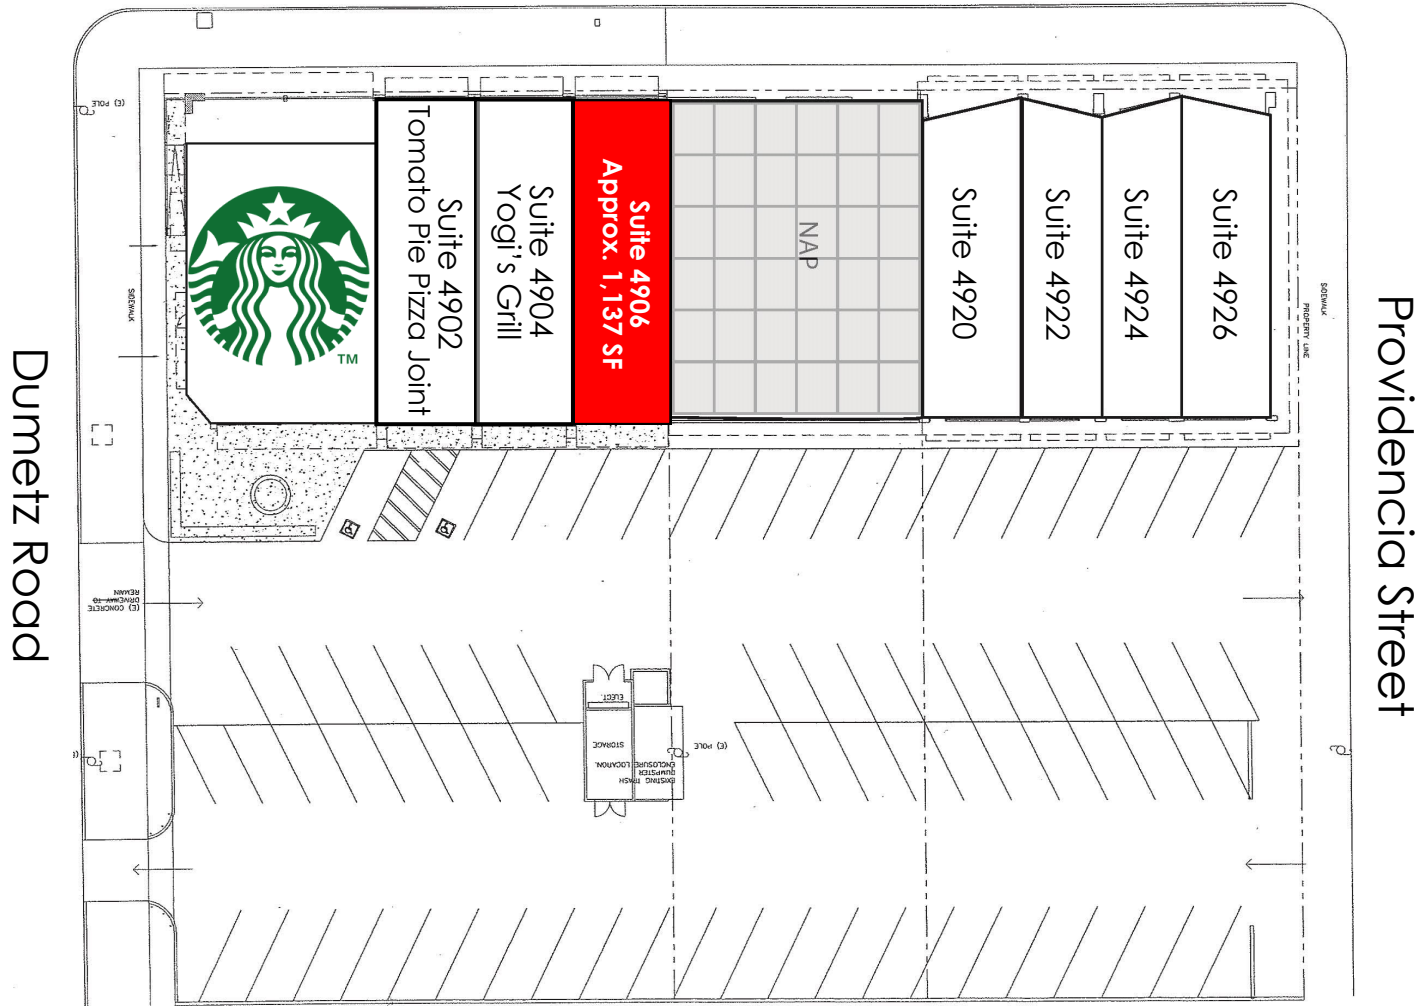 Dumetz Road
Providencia Street
TM
Suite 4902
Tomato Pie Pizza Joint
Suite 4904
Yogi's Grill
Suite 4906
Approx. 1,137 SF
NAP
Suite 4920
Suite 4922
Suite 4924
Suite 4926
(E) POLE
SIDEWALK
SIDEWALK
PROPERTY LINE
(E) CONCRETE
DRIVEWAY TO
REMAIN
ELECT.
STORAGE
EXISTING TRASH
DUMPSTER
ENCLOSURE LOCATION.
(E) POLE